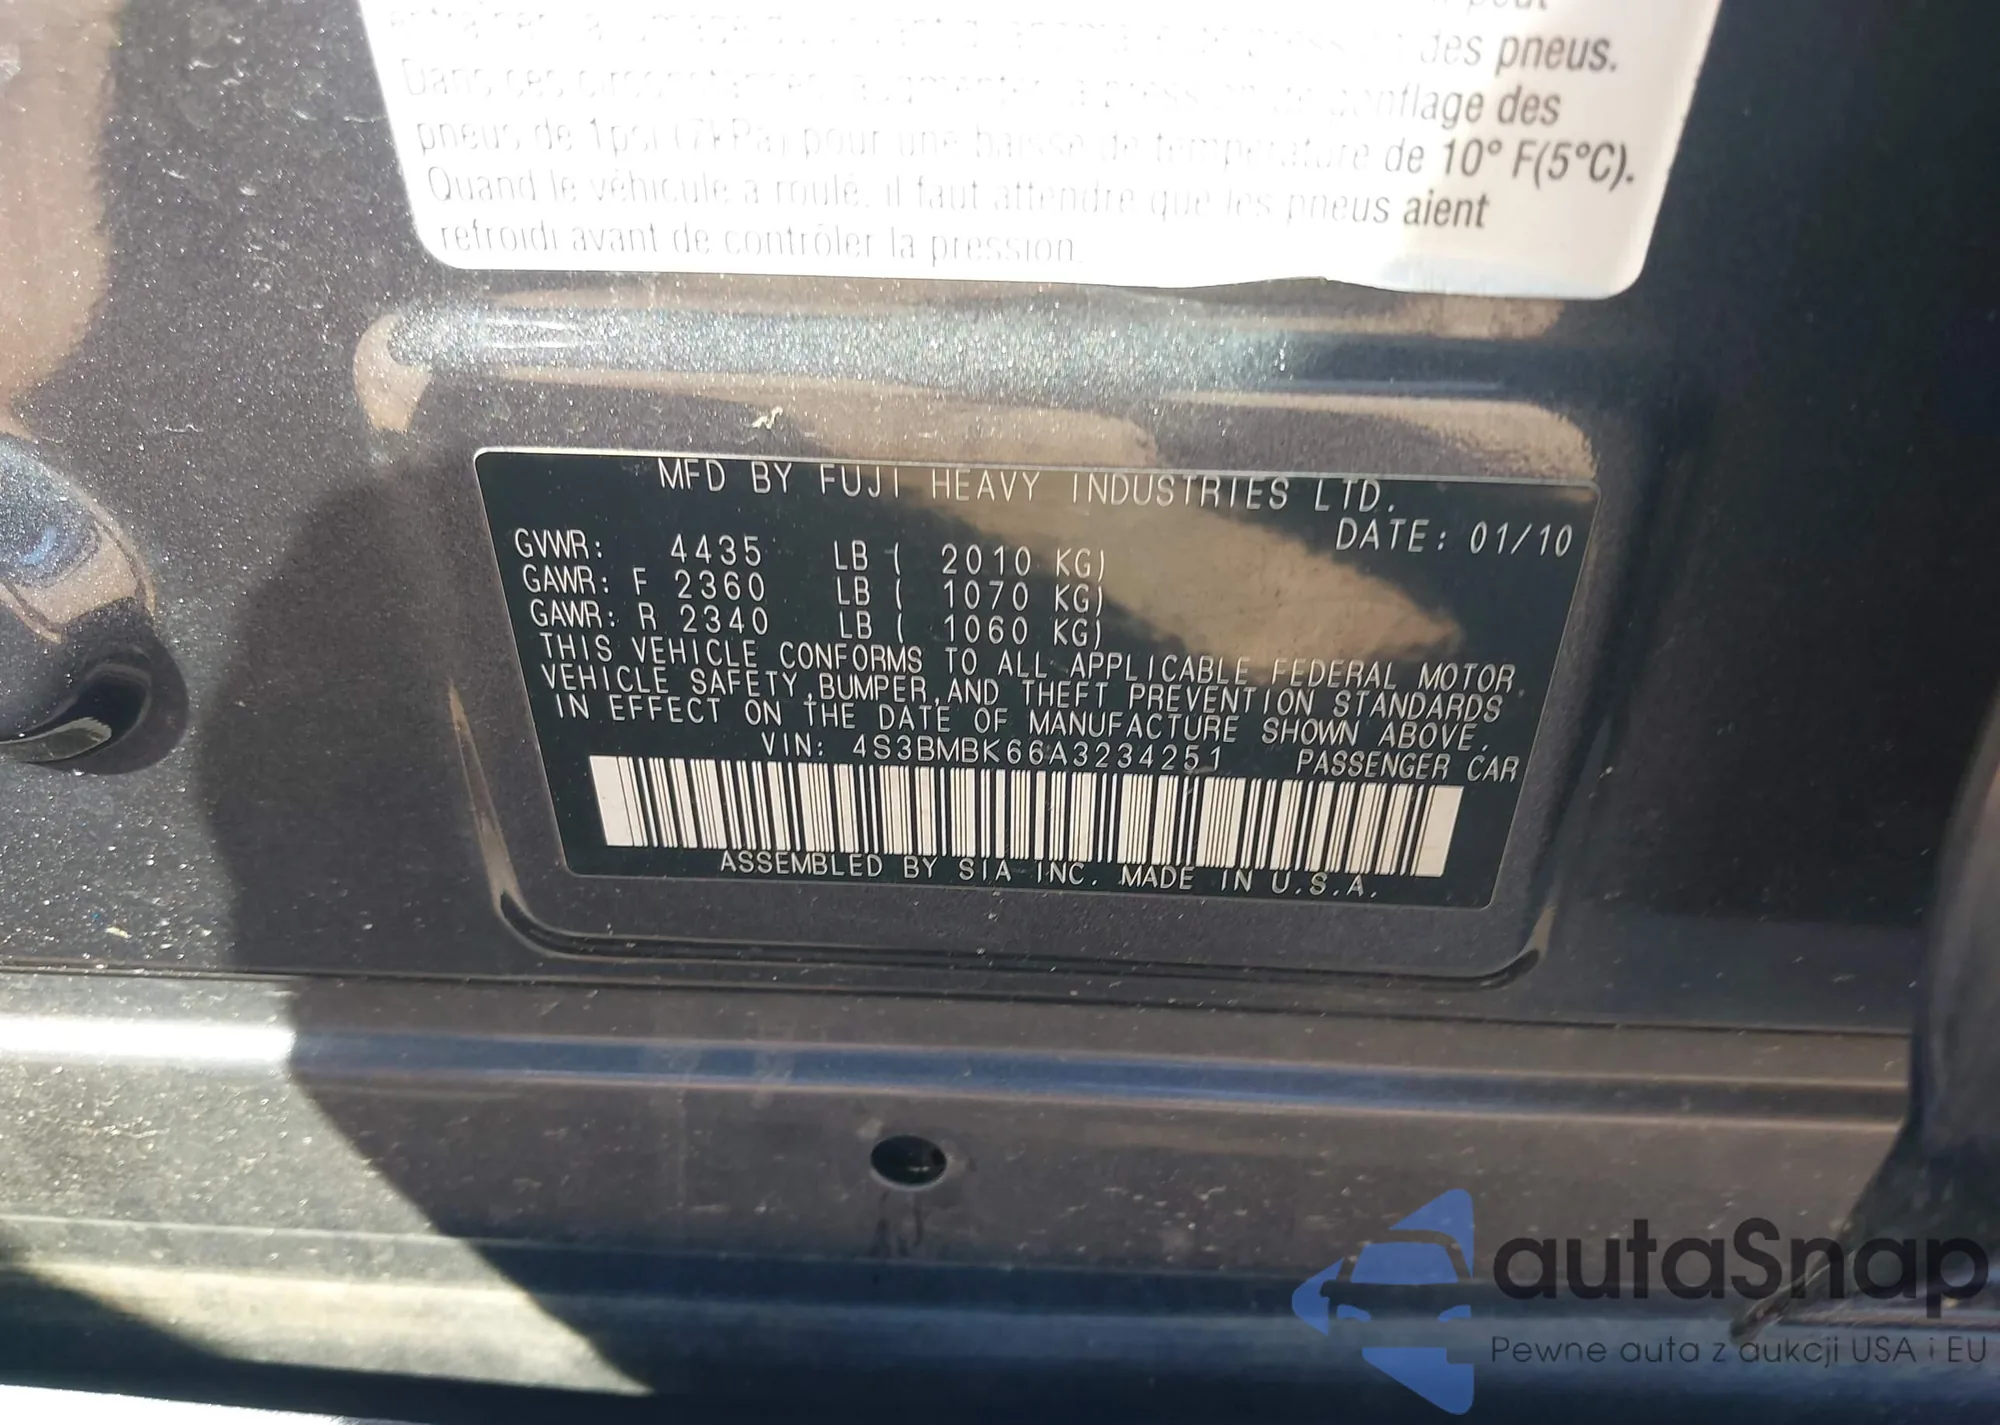 peut
des pneus.
Dans ces circonstances, augmenter la pression de gonflage des
pneus de 1psi (7kPa) pour une baisse de température de 10° F(5°C).
Quand le véhicule a roulé, il faut attendre que les pneus aient
refroidi avant de contrôler la pression.
MFD BY FUJI HEAVY INDUSTRIES LTD.
DATE: 01/10
GVWR: 4435 LB ( 2010 KG)
GAWR: F 2360 LB ( 1070 KG)
GAWR: R 2340 LB ( 1060 KG)
THIS VEHICLE CONFORMS TO ALL APPLICABLE FEDERAL MOTOR
VEHICLE SAFETY,BUMPER,AND THEFT PREVENTION STANDARDS
IN EFFECT ON THE DATE OF MANUFACTURE SHOWN ABOVE.
VIN: 4S3BMBK66A3234251 PASSENGER CAR
ASSEMBLED BY SIA INC. MADE IN U.S.A.
autaSnap
Pewne auta z aukcji USA i EU